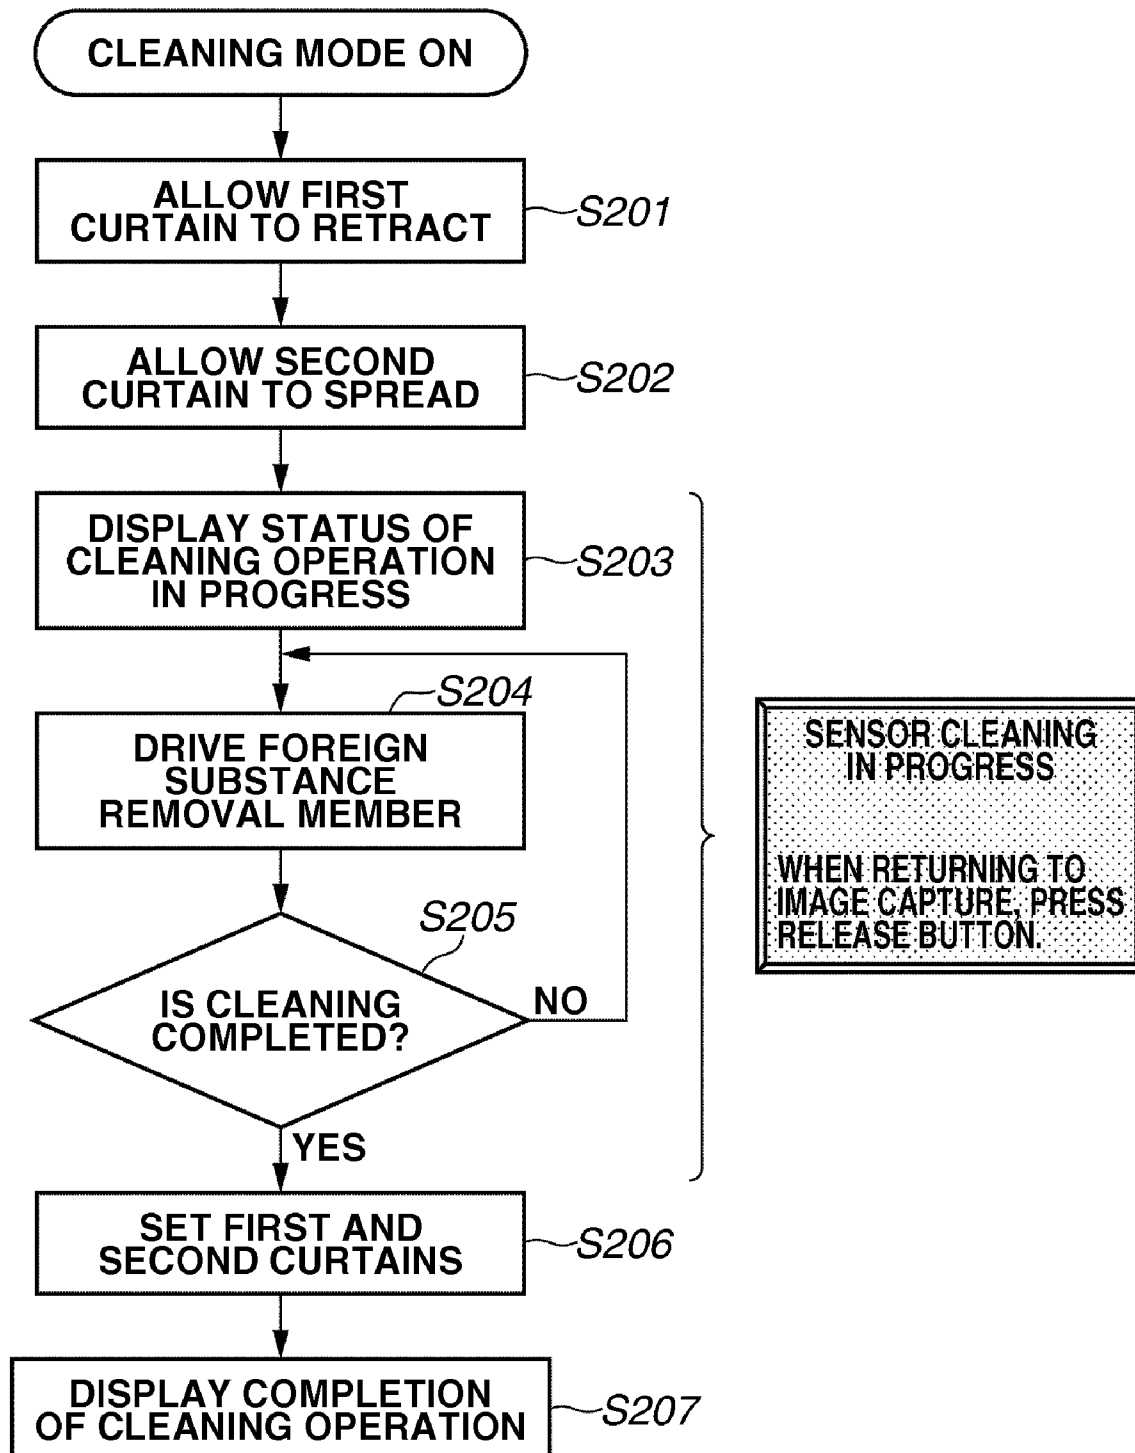 CLEANING MODE ON
ALLOW FIRST
CURTAIN TO RETRACT
S201
ALLOW SECOND
CURTAIN TO SPREAD
S202
DISPLAY STATUS OF
CLEANING OPERATION
IN PROGRESS
S203
S204
DRIVE FOREIGN
SUBSTANCE
REMOVAL MEMBER
S205
IS CLEANING
COMPLETED?
NO
YES
SET FIRST AND
SECOND CURTAINS
S206
DISPLAY COMPLETION
OF CLEANING OPERATION
S207
SENSOR CLEANING
IN PROGRESS
WHEN RETURNING TO
IMAGE CAPTURE, PRESS
RELEASE BUTTON.